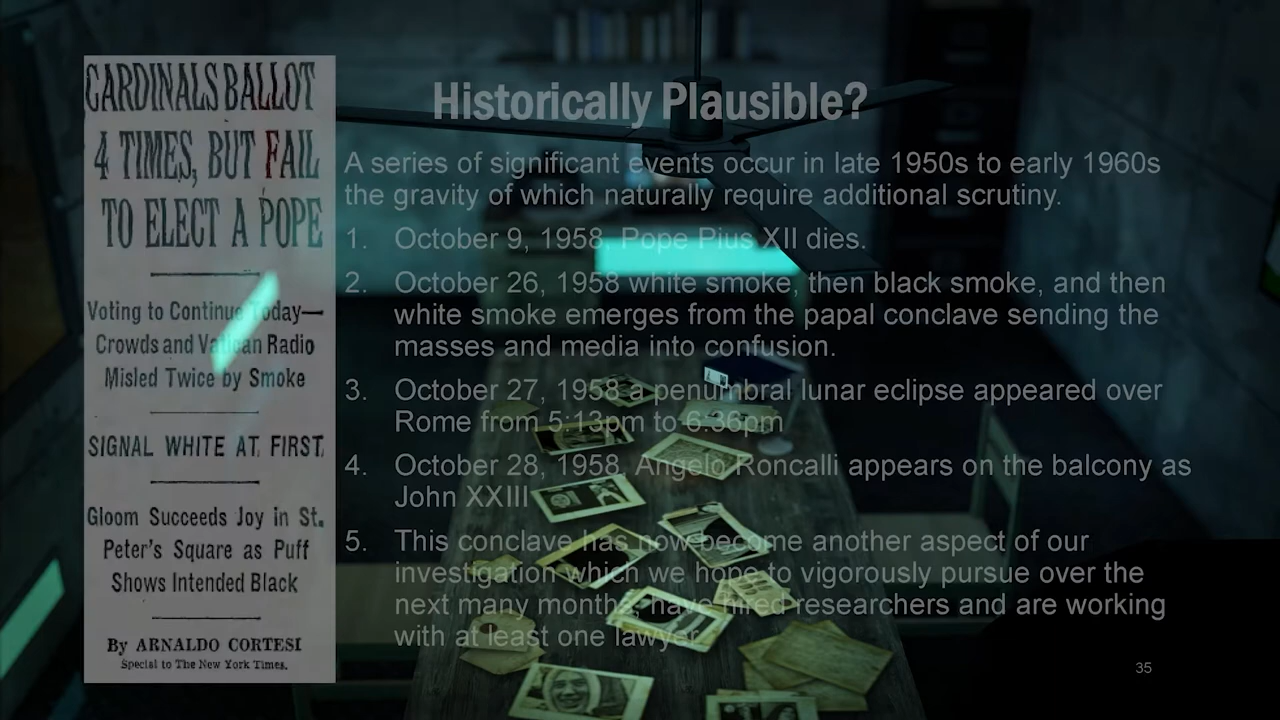 CARDINALS BALLOT
4 TIMES, BUT FAIL
TO ELECT A POPE
Voting to Continue Today—
Crowds and Vatican Radio
Misled Twice by Smoke
SIGNAL WHITE AT FIRST
Gloom Succeeds Joy in St.
Peter's Square as Puff
Shows Intended Black
By ARNALDO CORTESI
Special to The New York Times.
Historically Plausible?
A series of significant events occur in late 1950s to early 1960s
the gravity of which naturally require additional scrutiny.
1. October 9, 1958, Pope Pius XII dies.
2. October 26, 1958 white smoke, then black smoke, and then
white smoke emerges from the papal conclave sending the
masses and media into confusion.
3. October 27, 1958 a penumbral lunar eclipse appeared over
Rome from 5:13pm to 6:36pm
4. October 28, 1958, Angelo Roncalli appears on the balcony as
John XXIII
5. This conclave has now become another aspect of our
investigation which we hope to vigorously pursue over the
next many months, have hired researchers and are working
with at least one lawyer.
35